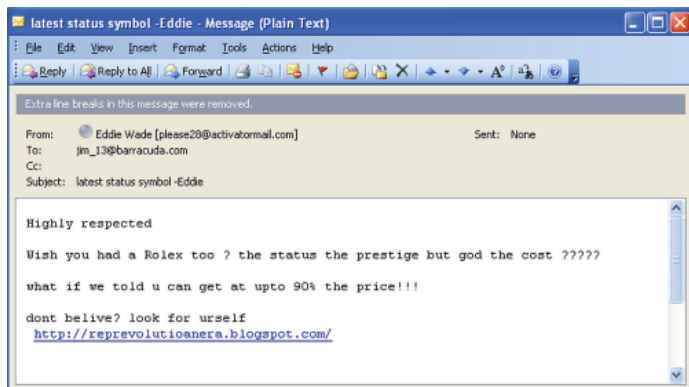 latest status symbol -Eddie - Message (Plain Text)
File Edit View Insert Format Tools Actions Help
Reply Reply to All Forward
Extra line breaks in this message were removed.
From: Eddie Wade [please28@activatormail.com] Sent: None
To: jim_13@barracuda.com
Cc:
Subject: latest status symbol -Eddie
Highly respected
Wish you had a Rolex too ? the status the prestige but god the cost ?????
what if we told u can get at upto 90% the price!!!
dont belive? look for urself
http://reprevolutioanera.blogspot.com/